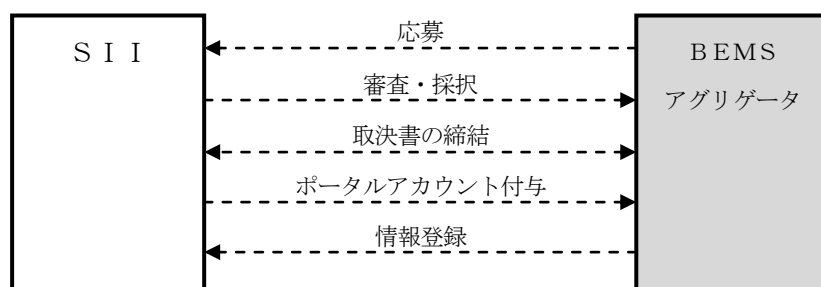 SII
応募
BEMS
アグリゲータ
審査・採択
取決書の締結
ポータルアカウント付与
情報登録